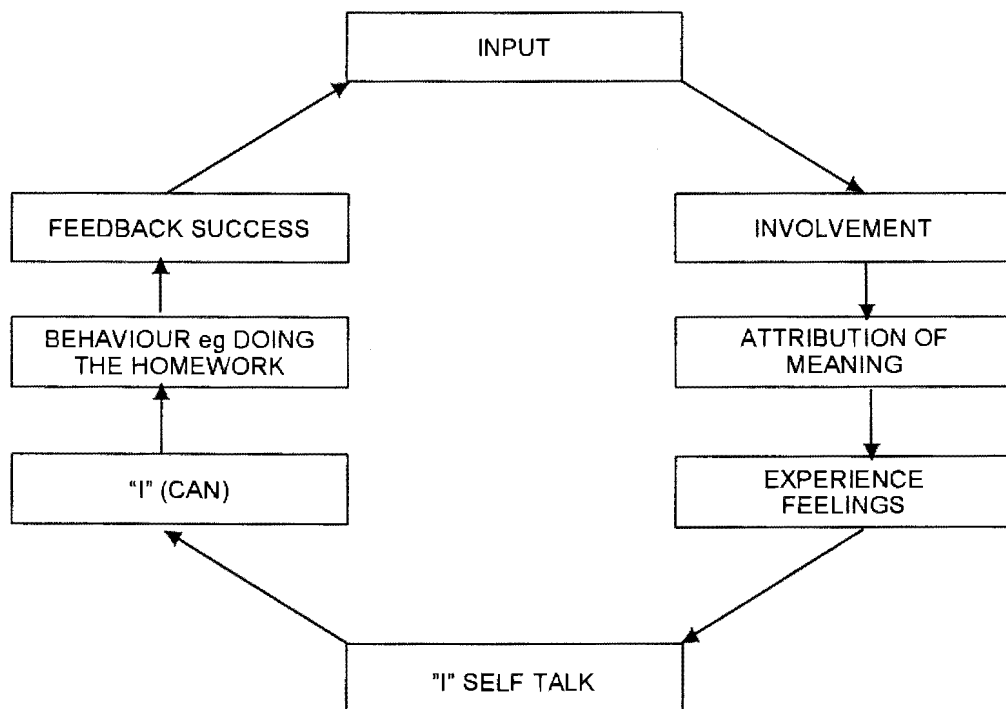 INPUT
FEEDBACK SUCCESS
INVOLVEMENT
BEHAVIOUR eg DOING
THE HOMEWORK
ATTRIBUTION OF
MEANING
"I" (CAN)
EXPERIENCE
FEELINGS
"I" SELF TALK